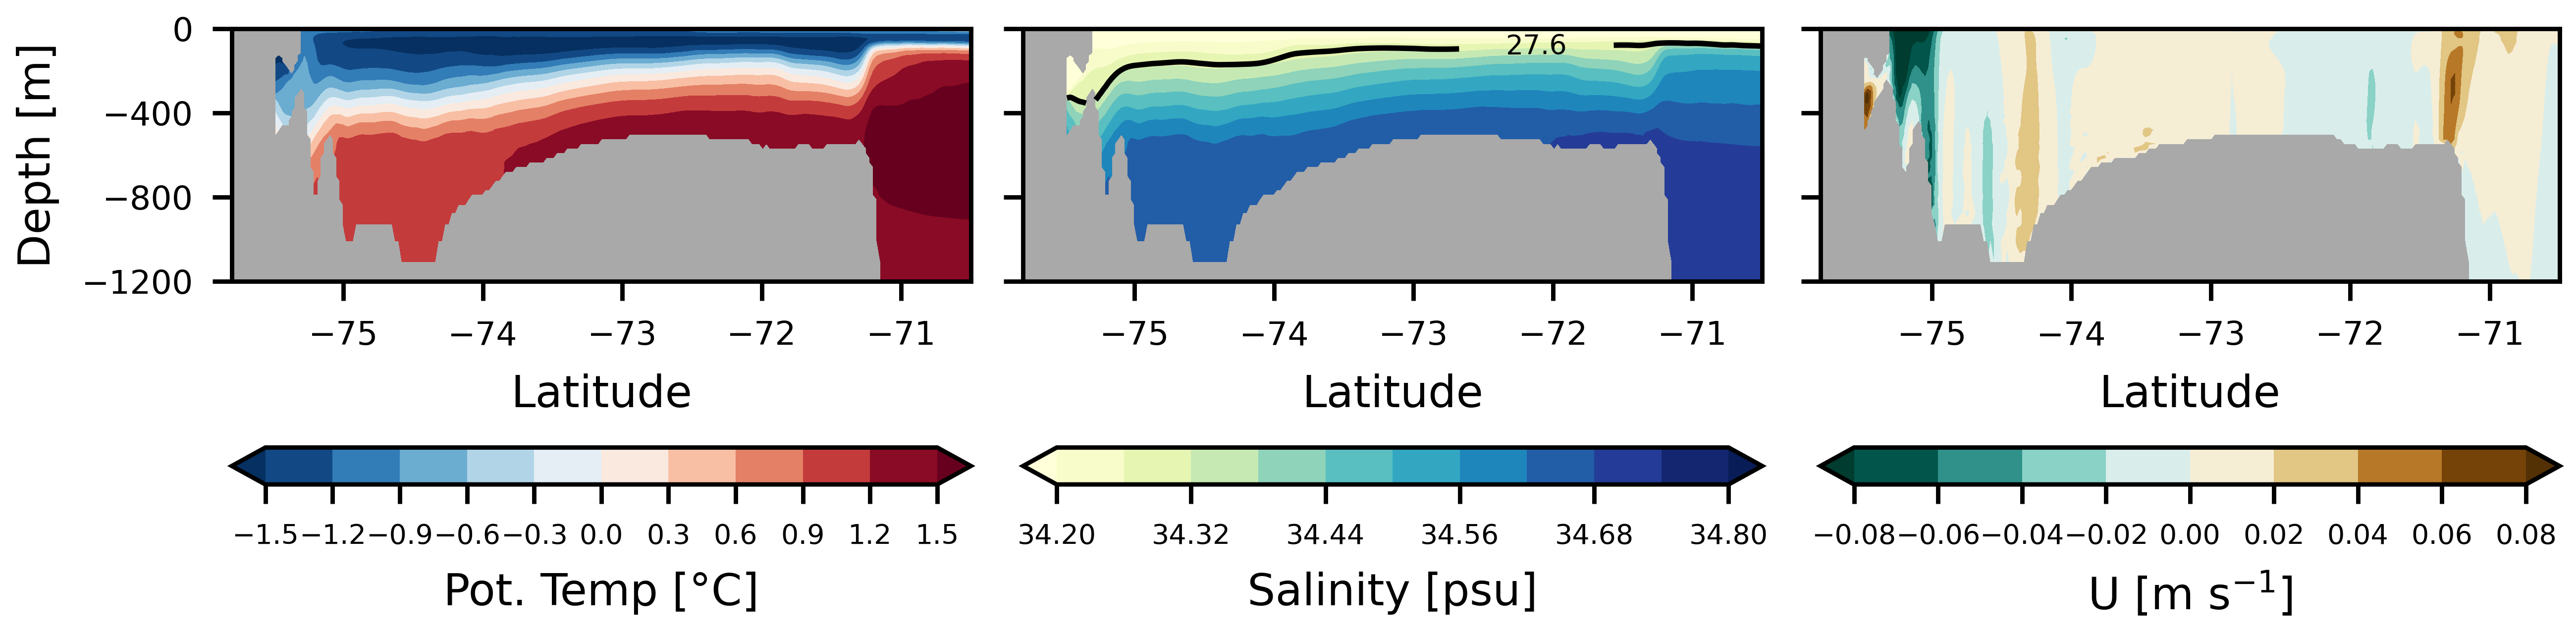 Depth [m]
0
−400
−800
−1200
27.6
−75 −74 −73 −72 −71
−75 −74 −73 −72 −71
−75 −74 −73 −72 −71
Latitude
Latitude
Latitude
−1.5 −1.2 −0.9 −0.6 −0.3 0.0 0.3 0.6 0.9 1.2 1.5
34.20 34.32 34.44 34.56 34.68 34.80
−0.08 −0.06 −0.04 −0.02 0.00 0.02 0.04 0.06 0.08
Pot. Temp [°C]
Salinity [psu]
U [m s⁻¹]